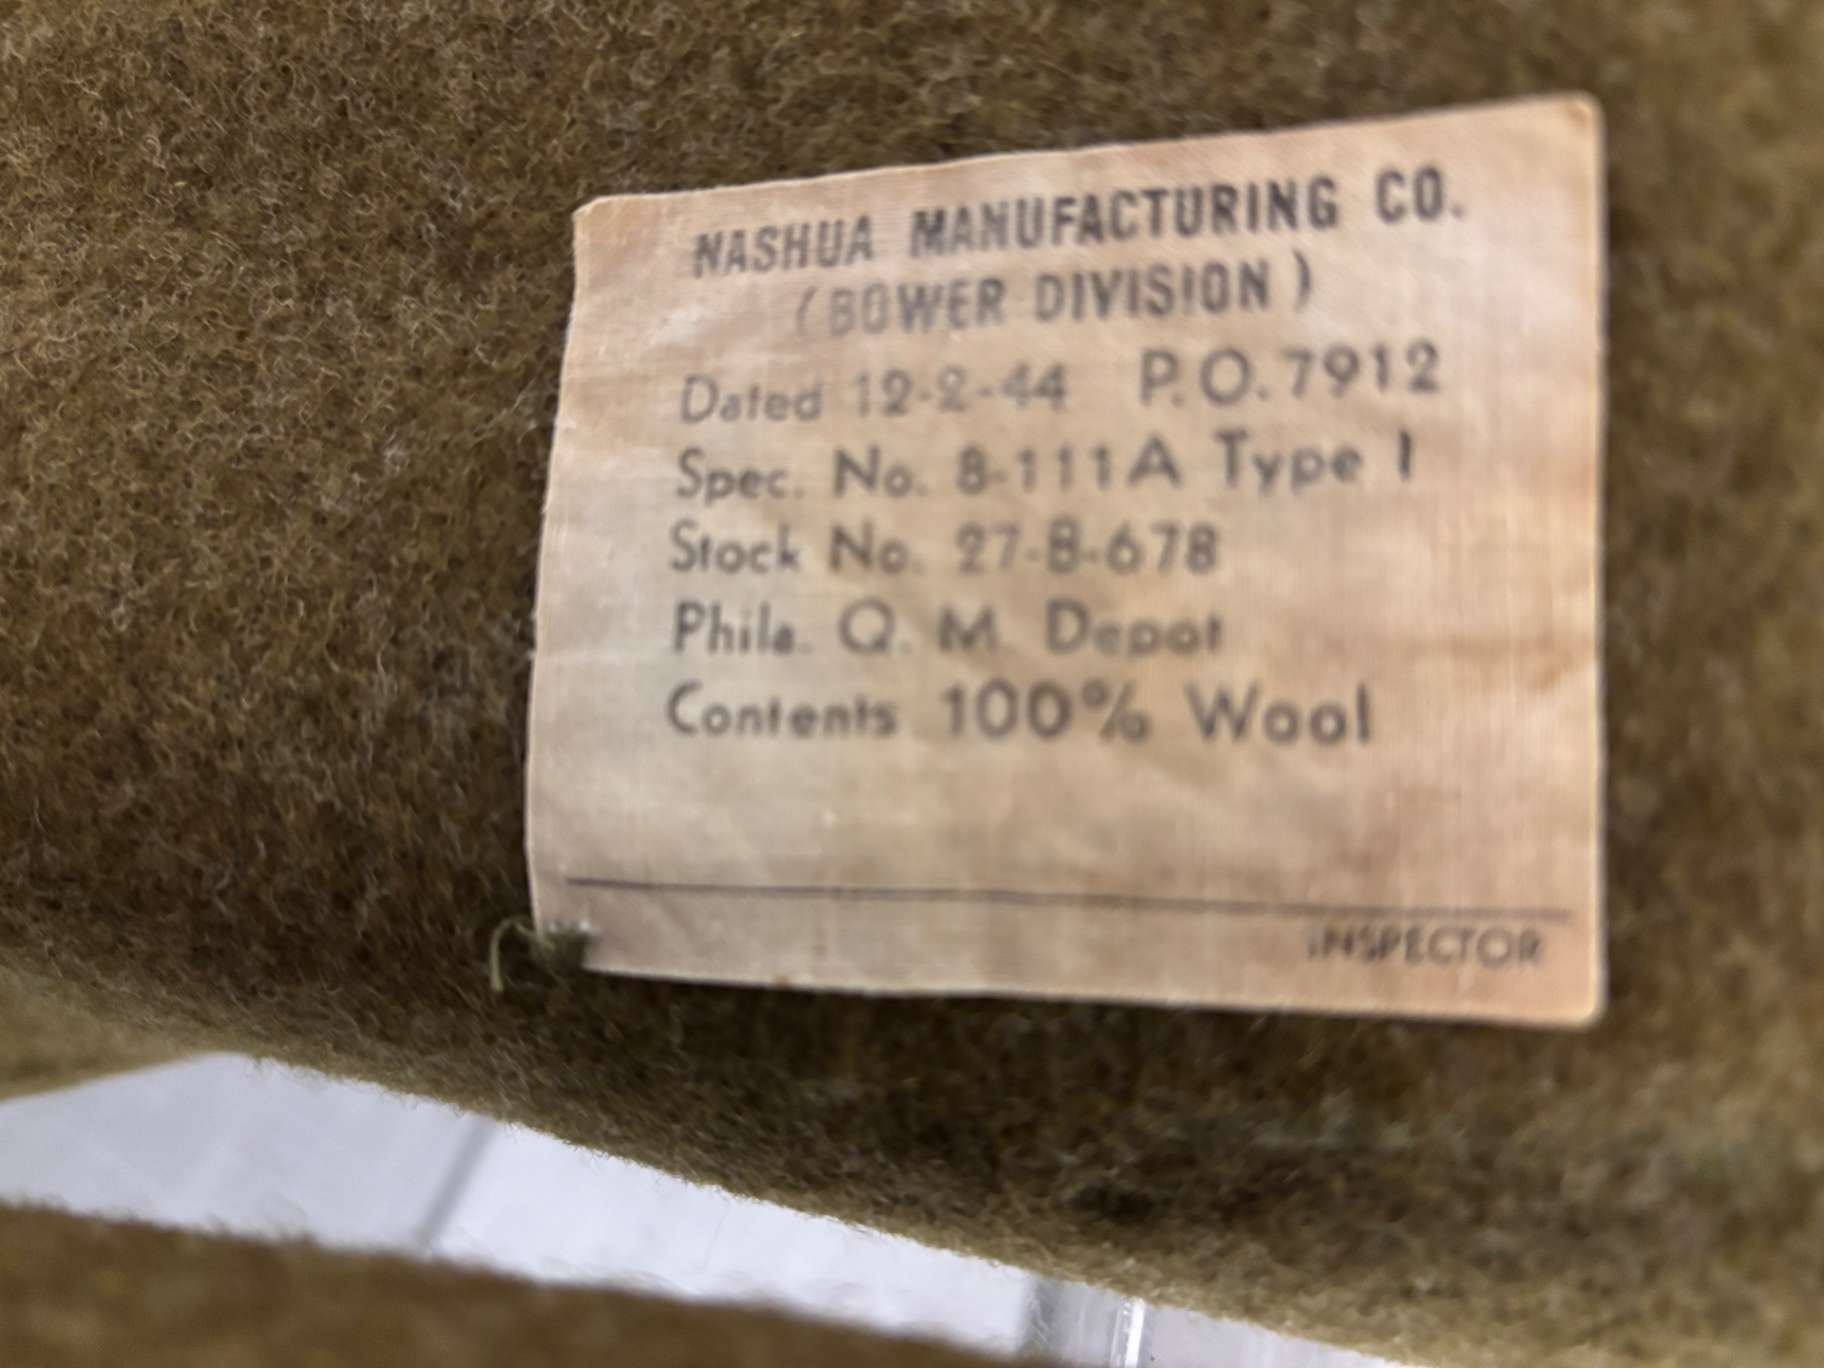 NASHUA MANUFACTURING CO.
(BOWER DIVISION)
Dated 12-2-44 P.O. 7912
Spec. No. 8-111A Type I
Stock No. 27-B-678
Phila. Q. M. Depot
Contents 100% Wool
INSPECTOR